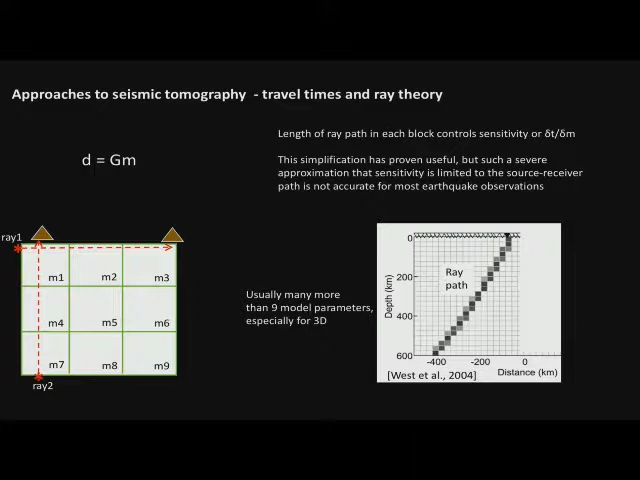 Approaches to seismic tomography - travel times and ray theory
Length of ray path in each block controls sensitivity or δt/δm
d = Gm
This simplification has proven useful, but such a severe
approximation that sensitivity is limited to the source-receiver
path is not accurate for most earthquake observations
ray1
m1 m2 m3
m4 m5 m6
m7 m8 m9
ray2
Usually many more
than 9 model parameters,
especially for 3D
0
200
400
600
Depth (km)
Ray
path
-400 -200 0
[West et al., 2004]
Distance (km)